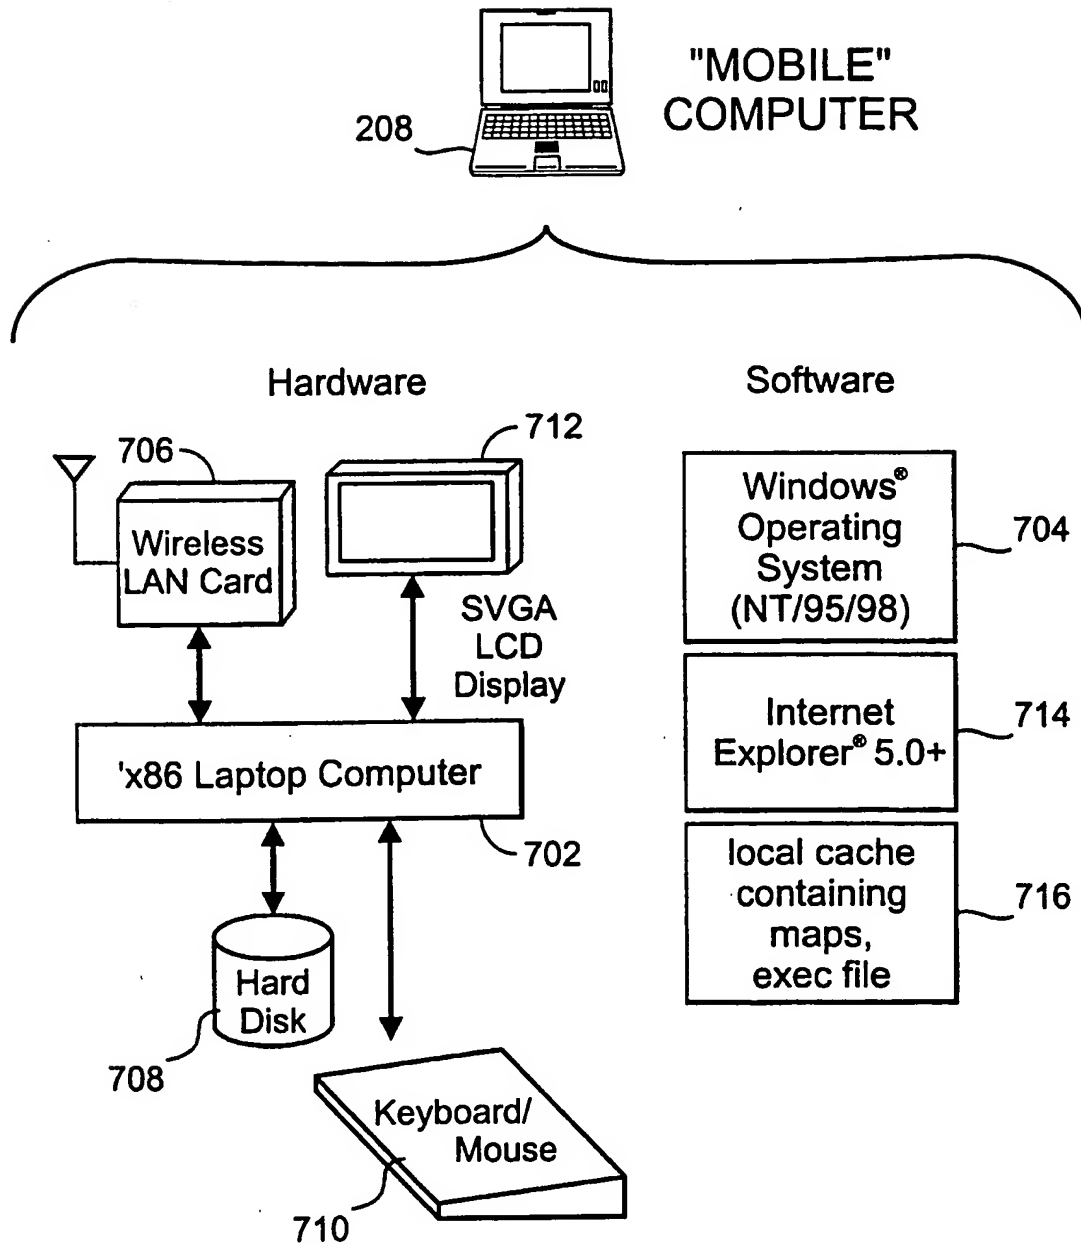 "MOBILE"
COMPUTER
208
Hardware
Software
706
712
Wireless
LAN Card
SVGA
LCD
Display
'x86 Laptop Computer
702
Hard
Disk
708
Keyboard/
Mouse
710
Windows®
Operating
System
(NT/95/98)
704
Internet
Explorer® 5.0+
714
local cache
containing
maps,
exec file
716